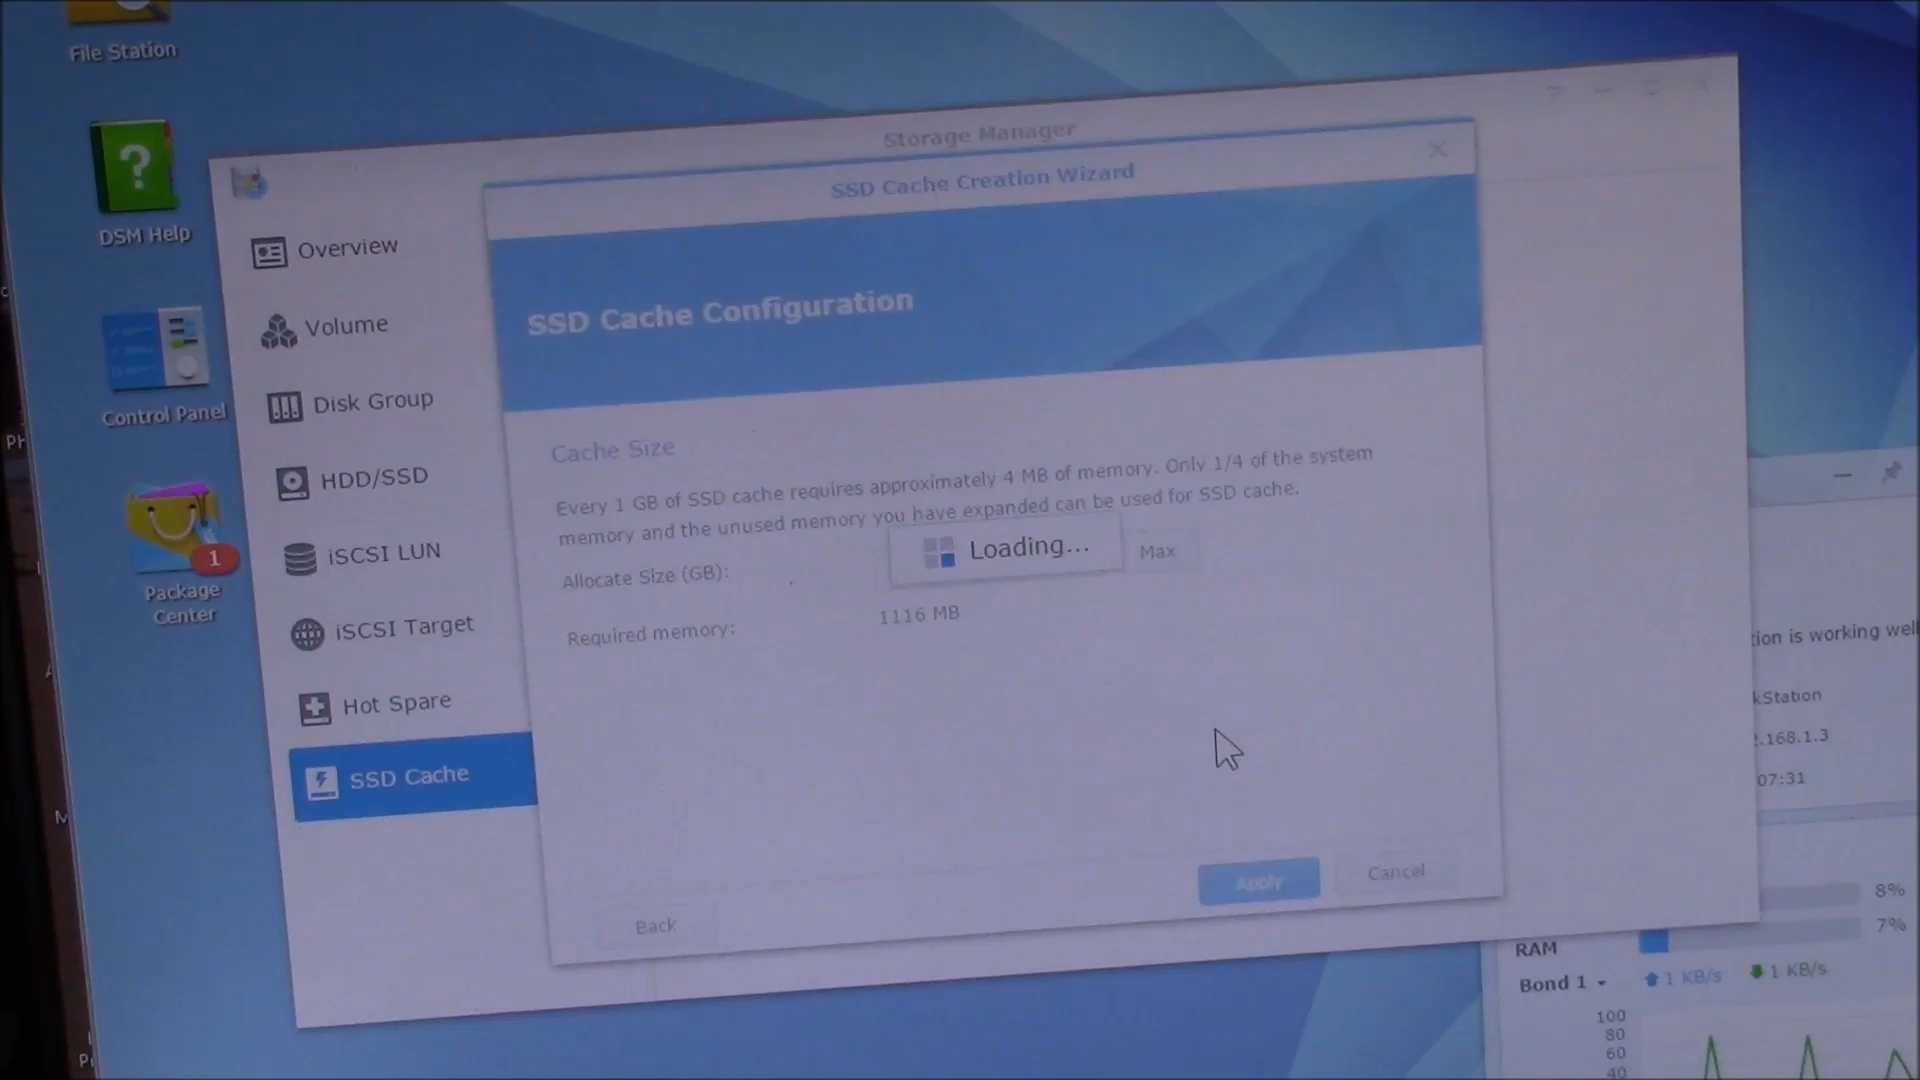 File Station
DSM Help
Control Panel
Package
Center
1
Storage Manager
SSD Cache Creation Wizard
Overview
Volume
Disk Group
HDD/SSD
iSCSI LUN
iSCSI Target
Hot Spare
SSD Cache
SSD Cache Configuration
Cache Size
Every 1 GB of SSD cache requires approximately 4 MB of memory. Only 1/4 of the system
memory and the unused memory you have expanded can be used for SSD cache.
Allocate Size (GB):
Loading...
Max
Required memory:
1116 MB
Back
Apply
Cancel
tion is working well
kStation
2.168.1.3
07:31
8%
RAM
7%
Bond 1
1 KB/s
1 KB/s
100
80
60
40